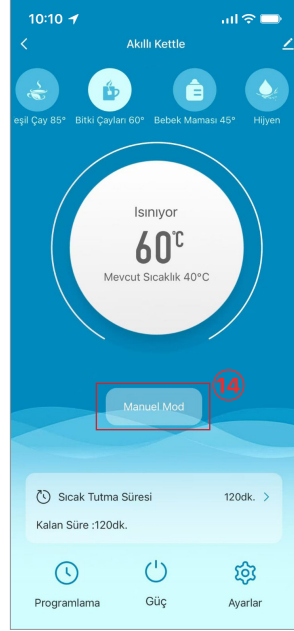 10:10
Akıllı Kettle
eşil Çay 85° Bitki Çayları 60° Bebek Maması 45° Hijyen
Isınıyor
60°C
Mevcut Sıcaklık 40°C
14
Manuel Mod
Sıcak Tutma Süresi 120dk.
Kalan Süre :120dk.
Programlama Güç Ayarlar